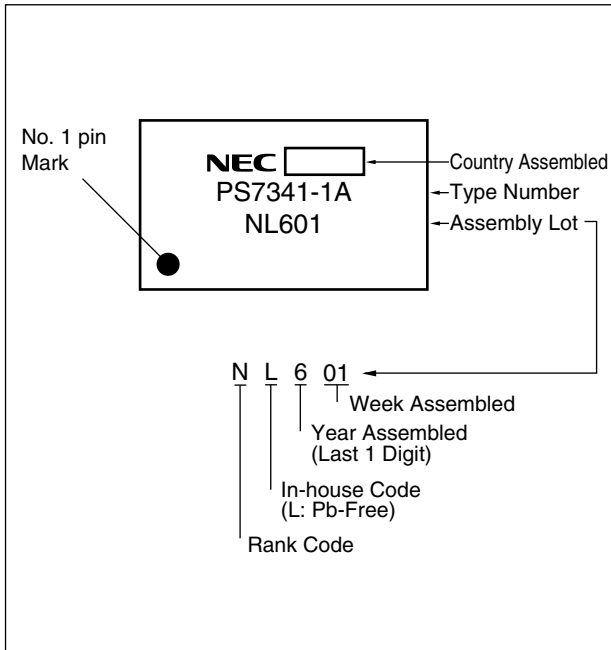 No. 1 pin
Mark
NEC
Country Assembled
PS7341-1A
Type Number
NL601
Assembly Lot
N L 6 01
Week Assembled
Year Assembled
(Last 1 Digit)
In-house Code
(L: Pb-Free)
Rank Code